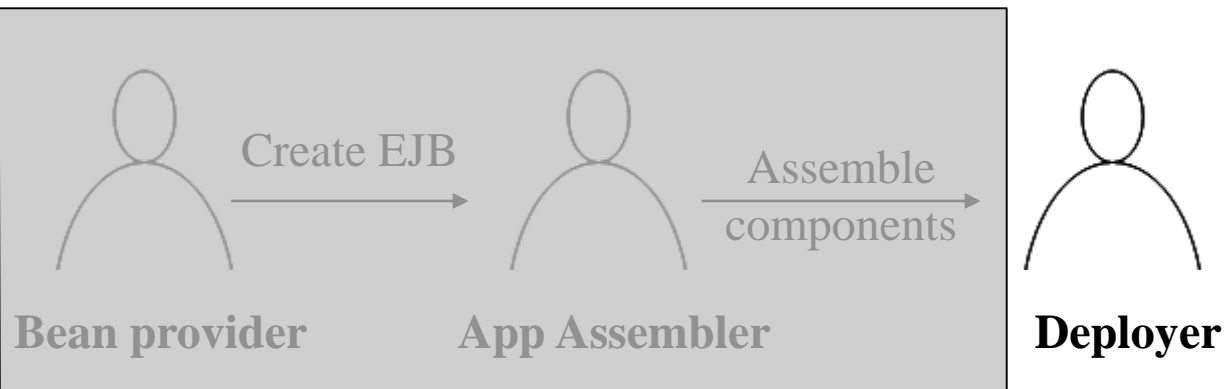 Create EJB
Assemble
components
Bean provider
App Assembler
Deployer